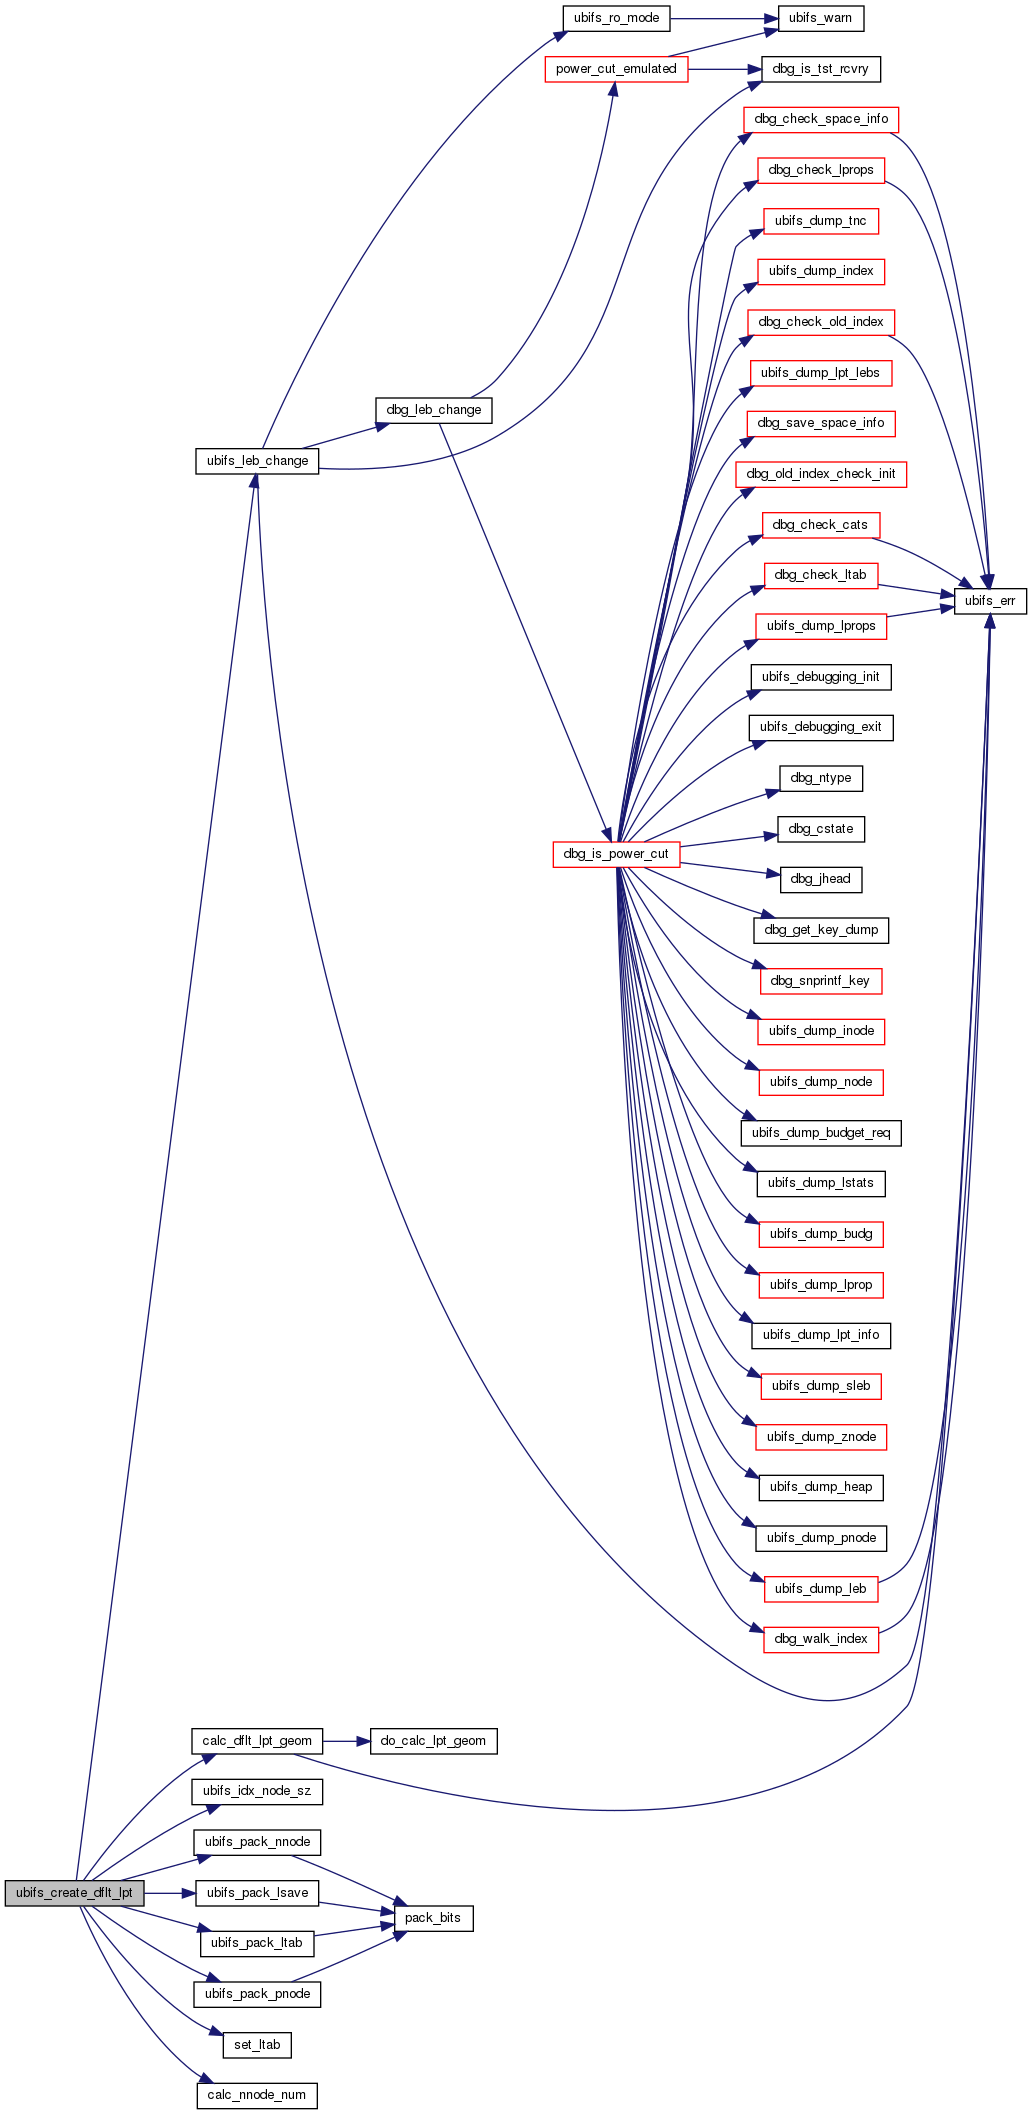 ubifs_ro_mode
ubifs_warn
power_cut_emulated
dbg_is_tst_rcvry
dbg_check_space_info
dbg_check_lprops
ubifs_dump_tnc
ubifs_dump_index
dbg_check_old_index
ubifs_dump_lpt_lebs
dbg_leb_change
dbg_save_space_info
ubifs_leb_change
dbg_old_index_check_init
dbg_check_cats
dbg_check_ltab
ubifs_err
ubifs_dump_lprops
ubifs_debugging_init
ubifs_debugging_exit
dbg_ntype
dbg_cstate
dbg_is_power_cut
dbg_jhead
dbg_get_key_dump
dbg_snprintf_key
ubifs_dump_inode
ubifs_dump_node
ubifs_dump_budget_req
ubifs_dump_lstats
ubifs_dump_budg
ubifs_dump_lprop
ubifs_dump_lpt_info
ubifs_dump_sleb
ubifs_dump_znode
ubifs_dump_heap
ubifs_dump_pnode
ubifs_dump_leb
dbg_walk_index
calc_dflt_lpt_geom
do_calc_lpt_geom
ubifs_idx_node_sz
ubifs_pack_nnode
ubifs_create_dflt_lpt
ubifs_pack_lsave
pack_bits
ubifs_pack_ltab
ubifs_pack_pnode
set_ltab
calc_nnode_num